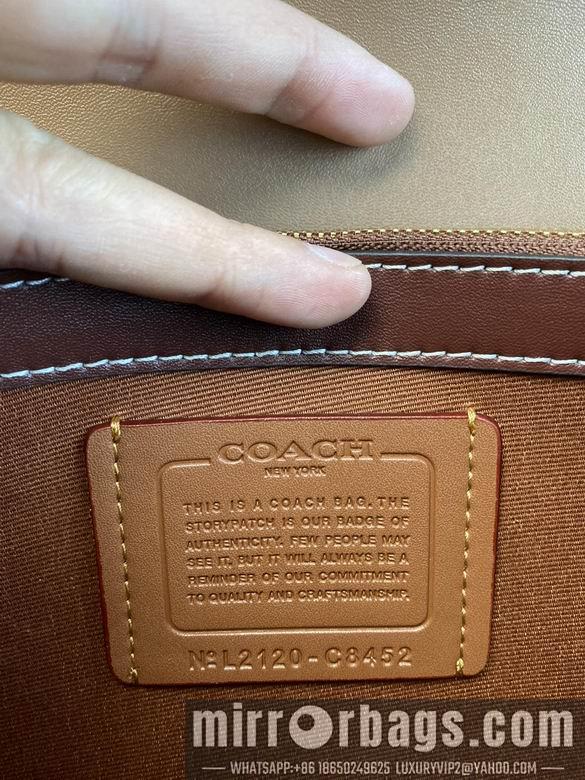 COACH
NEW YORK
THIS IS A COACH BAG. THE
STORYPATCH IS OUR BADGE OF
AUTHENTICITY. FEW PEOPLE MAY
SEE IT, BUT IT WILL ALWAYS BE A
REMINDER OF OUR COMMITMENT
TO QUALITY AND CRAFTSMANSHIP.
Nº L2120-C8452
mirrorbags.com
WHATSAPP:+86 18650249625 LUXURYVIP2@YAHOO.COM